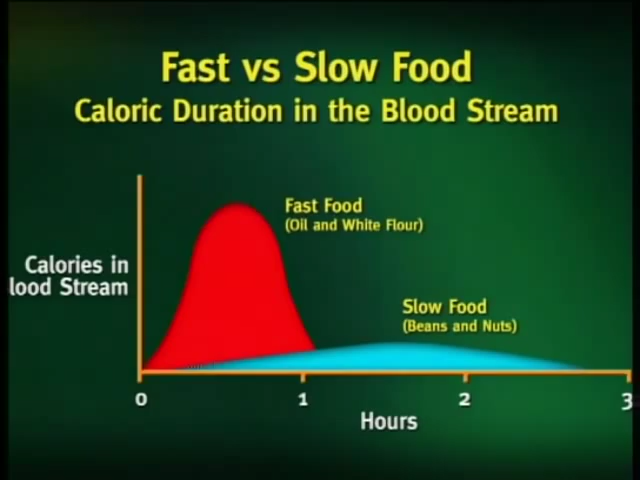 Fast vs Slow Food
Caloric Duration in the Blood Stream
Fast Food
(Oil and White Flour)
Calories in
lood Stream
Slow Food
(Beans and Nuts)
0 1 2 3
Hours